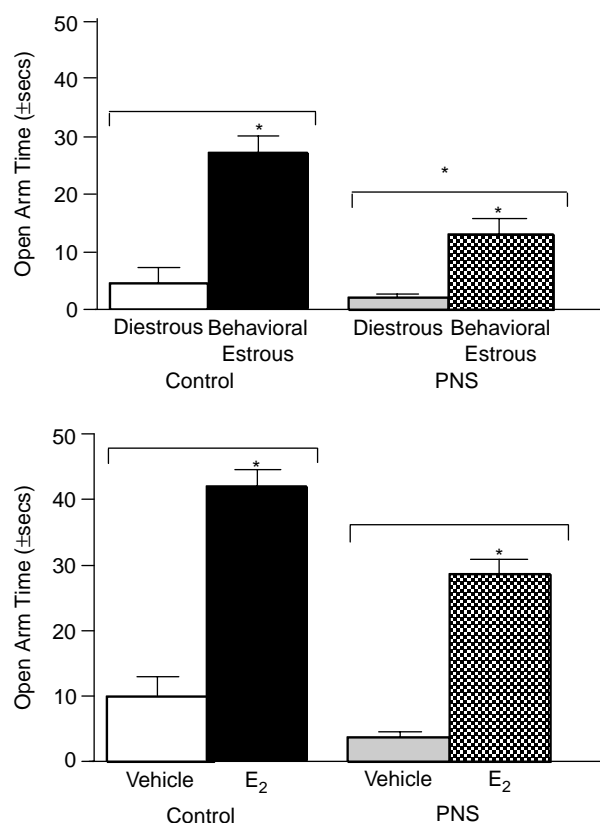 50
40
30
20
10
0
Open Arm Time (±secs)
*
*
*
Diestrous Behavioral Estrous
Diestrous Behavioral Estrous
Control
PNS
50
40
30
20
10
0
Open Arm Time (±secs)
*
*
Vehicle E₂
Vehicle E₂
Control
PNS